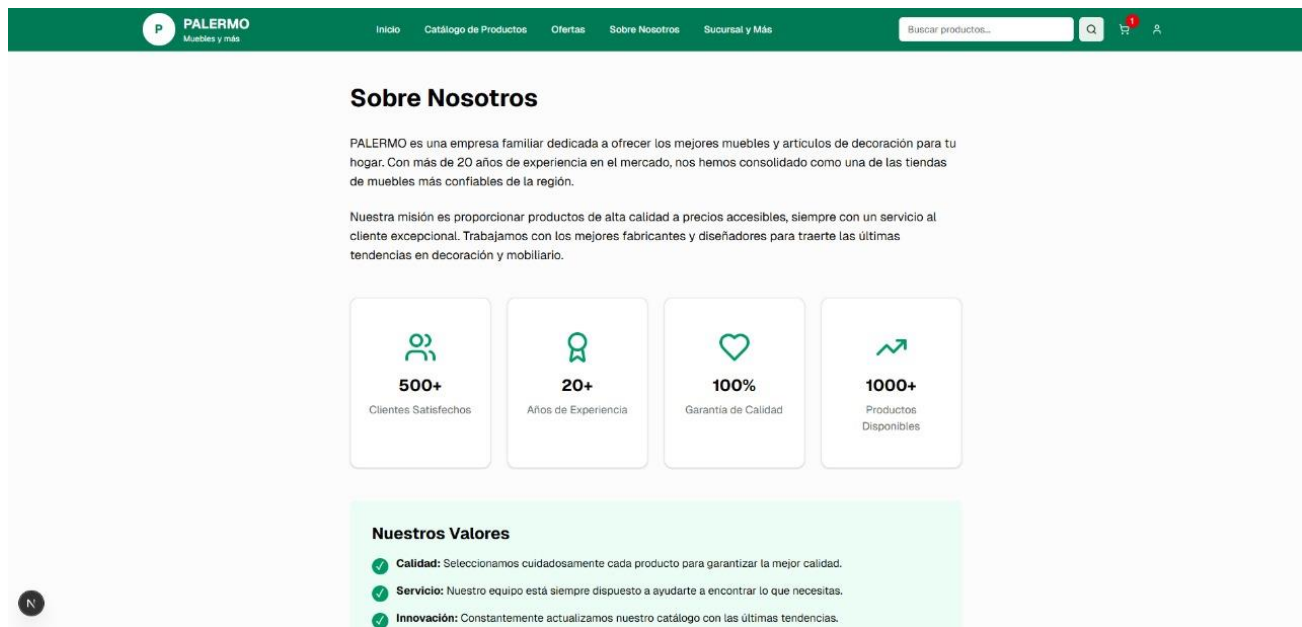 P
PALERMO
Muebles y más
Inicio
Catálogo de Productos
Ofertas
Sobre Nosotros
Sucursal y Más
Buscar productos...
1
Sobre Nosotros
PALERMO es una empresa familiar dedicada a ofrecer los mejores muebles y artículos de decoración para tu
hogar. Con más de 20 años de experiencia en el mercado, nos hemos consolidado como una de las tiendas
de muebles más confiables de la región.
Nuestra misión es proporcionar productos de alta calidad a precios accesibles, siempre con un servicio al
cliente excepcional. Trabajamos con los mejores fabricantes y diseñadores para traerte las últimas
tendencias en decoración y mobiliario.
500+
Clientes Satisfechos
20+
Años de Experiencia
100%
Garantía de Calidad
1000+
Productos
Disponibles
Nuestros Valores
Calidad: Seleccionamos cuidadosamente cada producto para garantizar la mejor calidad.
Servicio: Nuestro equipo está siempre dispuesto a ayudarte a encontrar lo que necesitas.
Innovación: Constantemente actualizamos nuestro catálogo con las últimas tendencias.
N